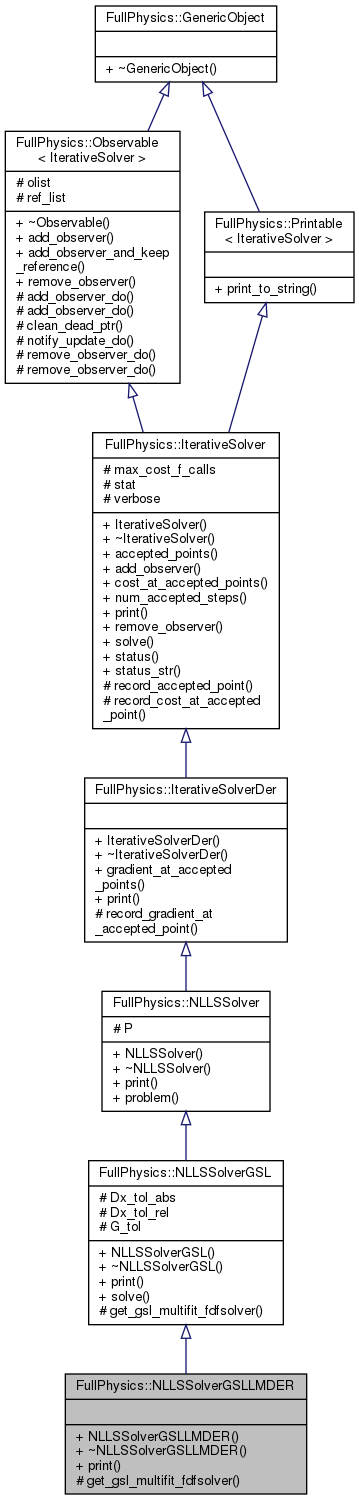 FullPhysics::GenericObject
+ ~GenericObject()
FullPhysics::Observable
< IterativeSolver >
# olist
# ref_list
+ ~Observable()
+ add_observer()
+ add_observer_and_keep
_reference()
+ remove_observer()
# add_observer_do()
# add_observer_do()
# clean_dead_ptr()
# notify_update_do()
# remove_observer_do()
# remove_observer_do()
FullPhysics::Printable
< IterativeSolver >
+ print_to_string()
FullPhysics::IterativeSolver
# max_cost_f_calls
# stat
# verbose
+ IterativeSolver()
+ ~IterativeSolver()
+ accepted_points()
+ add_observer()
+ cost_at_accepted_points()
+ num_accepted_steps()
+ print()
+ remove_observer()
+ solve()
+ status()
+ status_str()
# record_accepted_point()
# record_cost_at_accepted
_point()
FullPhysics::IterativeSolverDer
+ IterativeSolverDer()
+ ~IterativeSolverDer()
+ gradient_at_accepted
_points()
+ print()
# record_gradient_at
_accepted_point()
FullPhysics::NLLSSolver
# P
+ NLLSSolver()
+ ~NLLSSolver()
+ print()
+ problem()
FullPhysics::NLLSSolverGSL
# Dx_tol_abs
# Dx_tol_rel
# G_tol
+ NLLSSolverGSL()
+ ~NLLSSolverGSL()
+ print()
+ solve()
# get_gsl_multifit_fdfsolver()
FullPhysics::NLLSSolverGSLLMDER
+ NLLSSolverGSLLMDER()
+ ~NLLSSolverGSLLMDER()
+ print()
# get_gsl_multifit_fdfsolver()